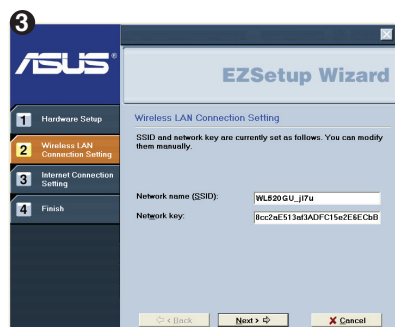 3
ASUS®
EZSetup Wizard
1 Hardware Setup
2 Wireless LAN
Connection Setting
3 Internet Connection
Setting
4 Finish
Wireless LAN Connection Setting
SSID and network key are currently set as follows. You can modify
them manually.
Network name (SSID): WL520GU_jl7u
Network key: 8cc2aE513af3ADFC15e2E6ECbB
< Back
Next >
Cancel